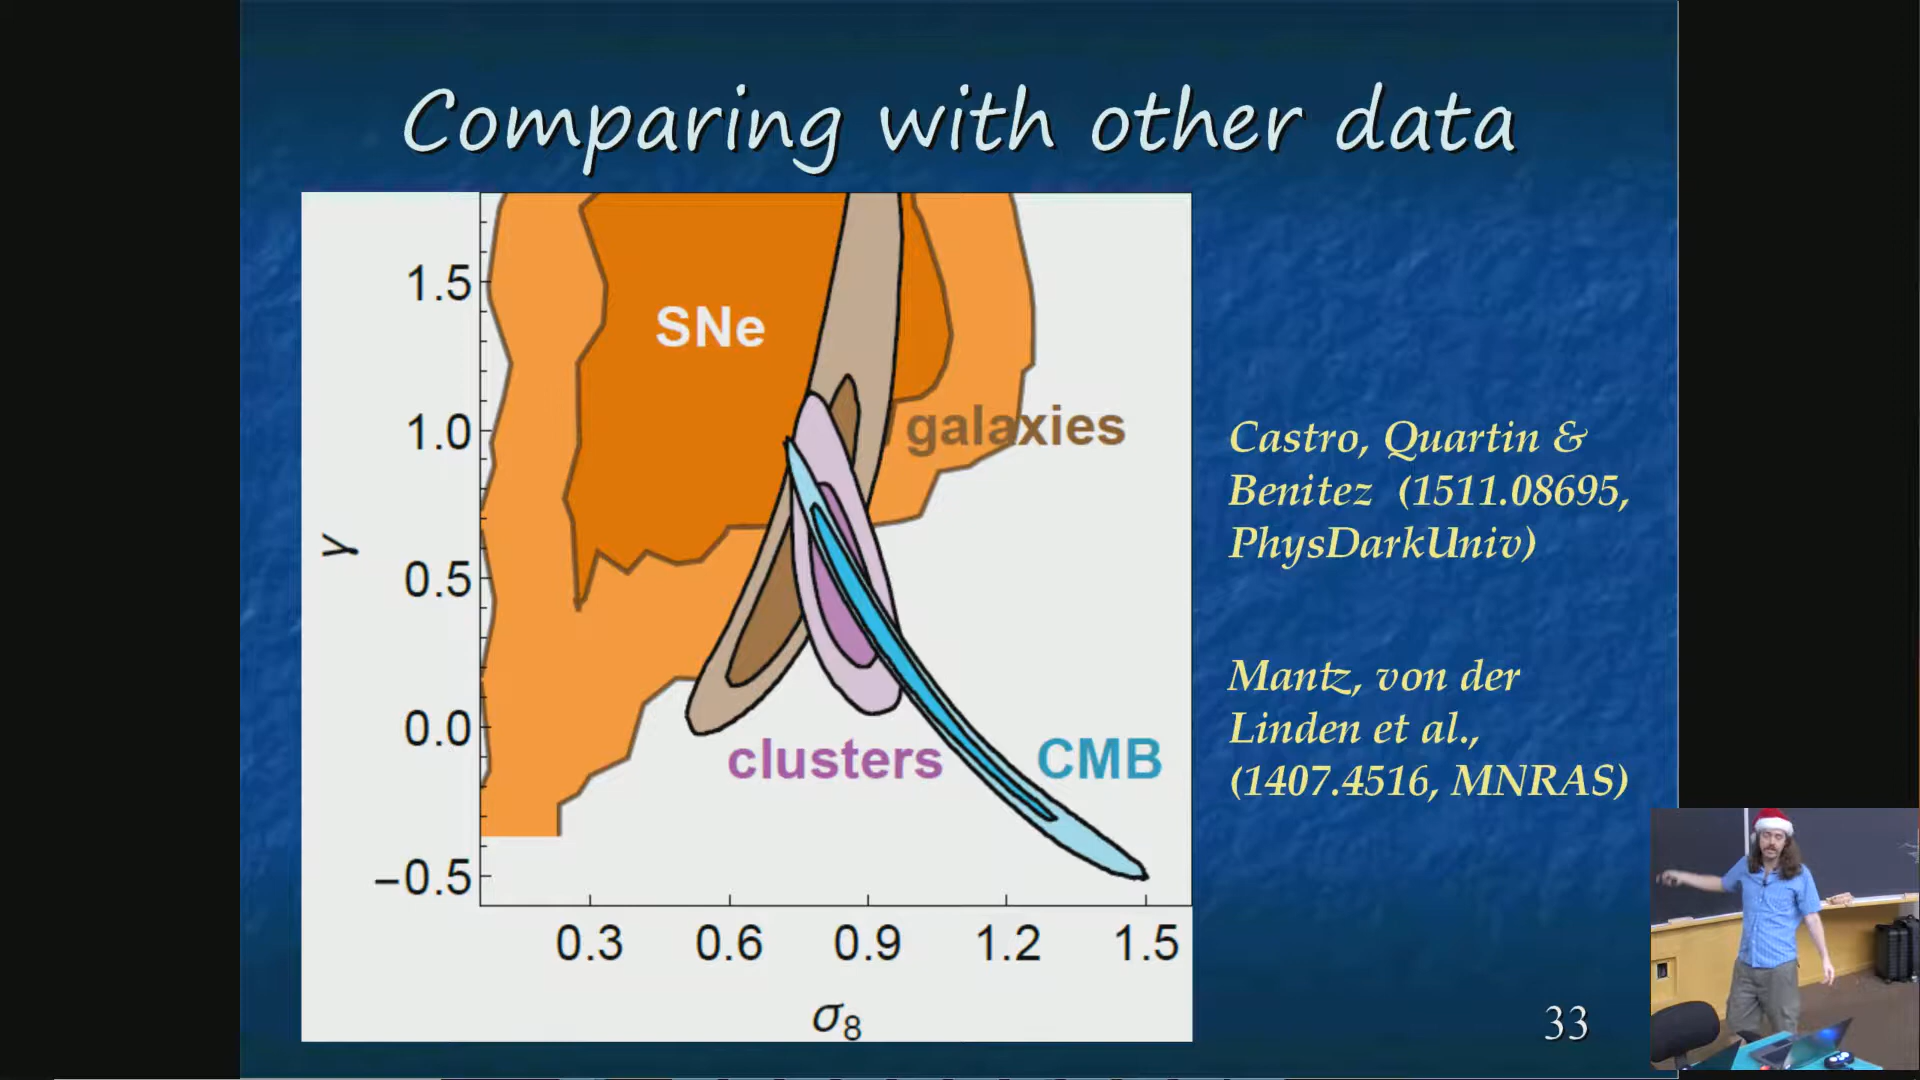 Comparing with other data
1.5
1.0
0.5
0.0
−0.5
γ
SNe
galaxies
clusters
CMB
0.3 0.6 0.9 1.2 1.5
σ8
Castro, Quartin &
Benitez (1511.08695,
PhysDarkUniv)
Mantz, von der
Linden et al.,
(1407.4516, MNRAS)
33